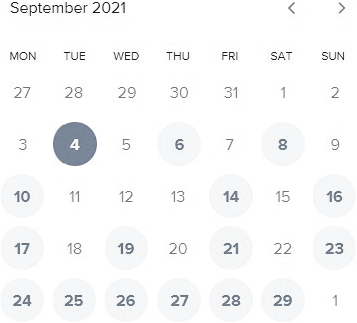 September 2021
MON TUE WED THU FRI SAT SUN
27 28 29 30 31 1 2
3 4 5 6 7 8 9
10 11 12 13 14 15 16
17 18 19 20 21 22 23
24 25 26 27 28 29 1